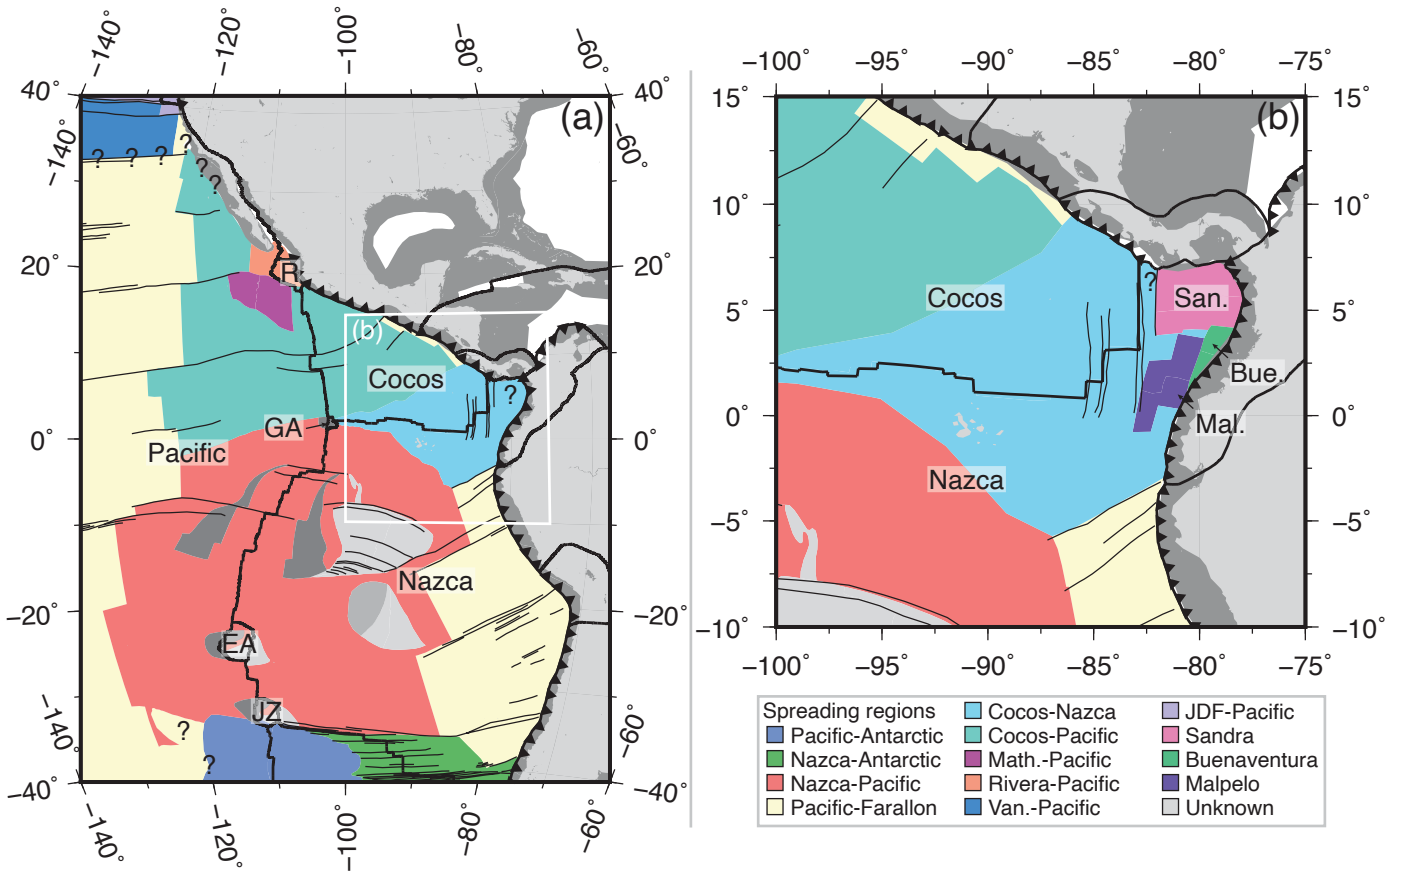 −140° −120° −100° −80° −60°
40° 40°
(a)
−140° −60°
? ? ? ?
?
?
20° R 20°
(b)
Cocos
?
GA
0° 0°
Pacific
Nazca
−20° −20°
EA
JZ
?
−140° ? −60°
−40° −40°
−140° −120° −100° −80° −60°
−100° −95° −90° −85° −80° −75°
15° 15°
(b)
10° 10°
?
Cocos San.
5° 5°
Bue.
0° 0°
Mal.
Nazca
−5° −5°
−10° −10°
−100° −95° −90° −85° −80° −75°
Spreading regions
Pacific-Antarctic
Nazca-Antarctic
Nazca-Pacific
Pacific-Farallon
Cocos-Nazca
Cocos-Pacific
Math.-Pacific
Rivera-Pacific
Van.-Pacific
JDF-Pacific
Sandra
Buenaventura
Malpelo
Unknown